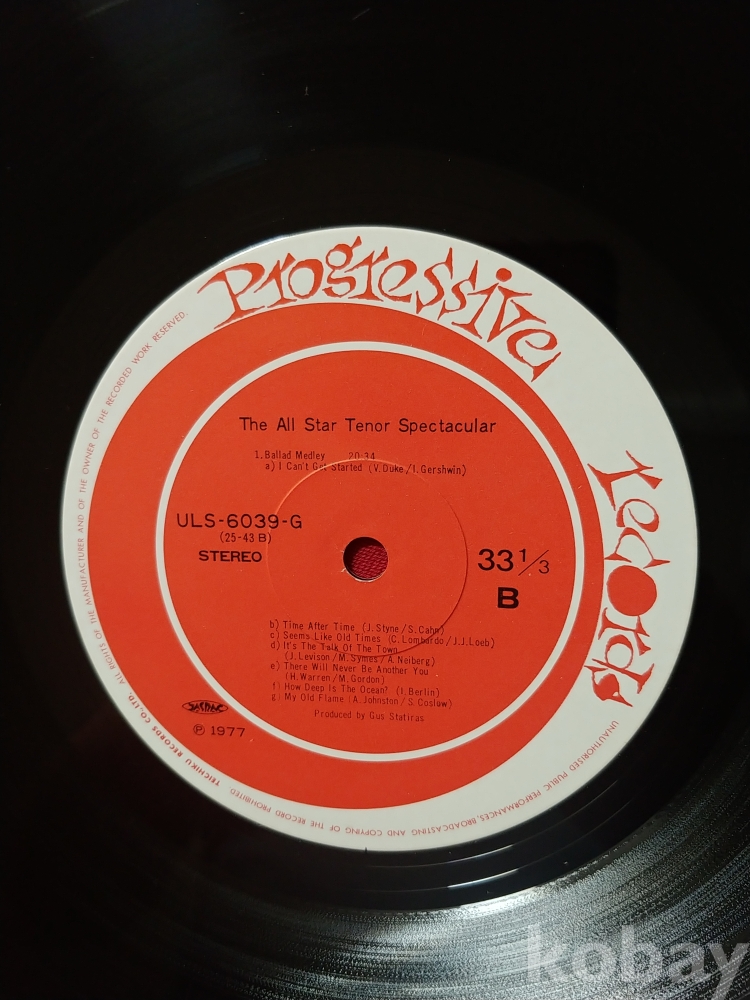 Progressive
records
The All Star Tenor Spectacular
1. Ballad Medley 20:34
a) I Can't Get Started (V. Duke/I. Gershwin)
ULS-6039-G
(25-43 B)
STEREO
33 1/3
B
b) Time After Time (J. Styne/S. Cahn)
c) Seems Like Old Times (C. Lombardo/J.J. Loeb)
d) It's The Talk Of The Town
(J. Levison/M. Symes/A. Neiberg)
e) There Will Never Be Another You
(H. Warren/M. Gordon)
f) How Deep Is The Ocean? (I. Berlin)
g) My Old Flame (A. Johnston/S. Coslow)
Produced by Gus Statiras
Ⓟ 1977
TEICHIKU RECORDS CO., LTD. ALL RIGHTS OF THE MANUFACTURER AND OF THE OWNER OF THE RECORDED WORK RESERVED.
UNAUTHORISED PUBLIC PERFORMANCES, BROADCASTING AND COPYING OF THE RECORD PROHIBITED.
kobay